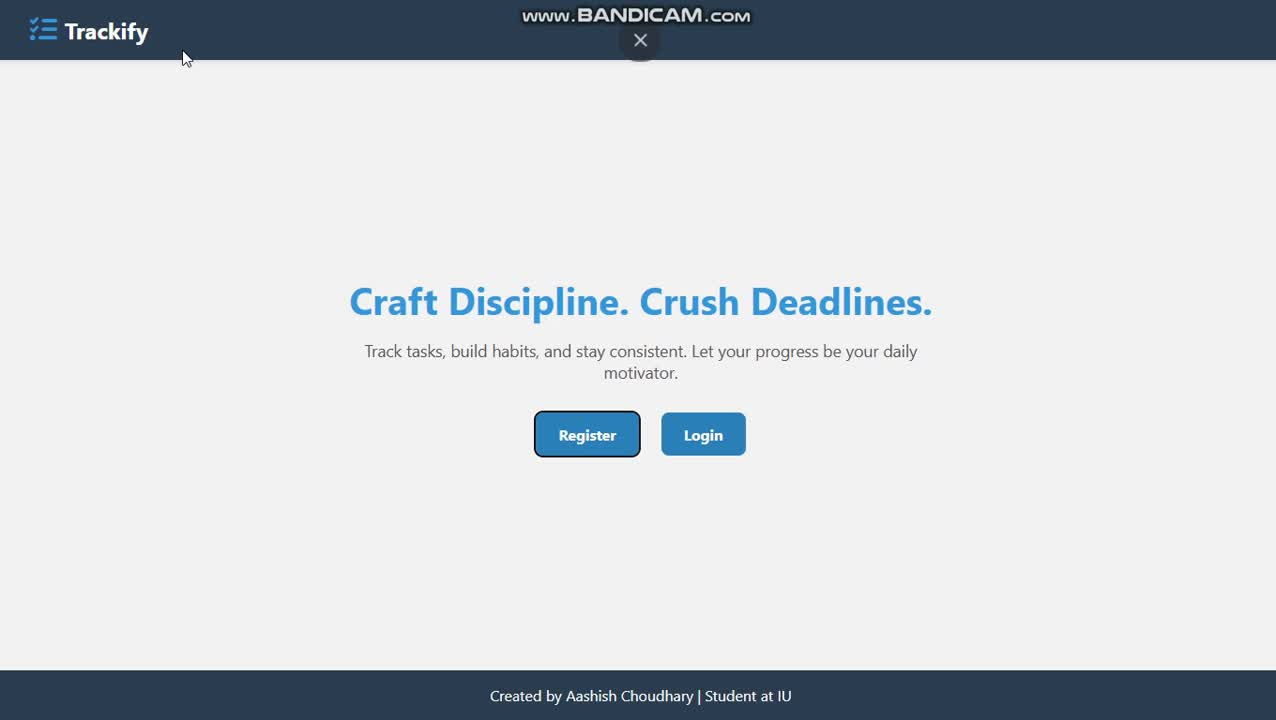 www.BANDICAM.com
Trackify
Craft Discipline. Crush Deadlines.
Track tasks, build habits, and stay consistent. Let your progress be your daily
motivator.
Register
Login
Created by Aashish Choudhary | Student at IU